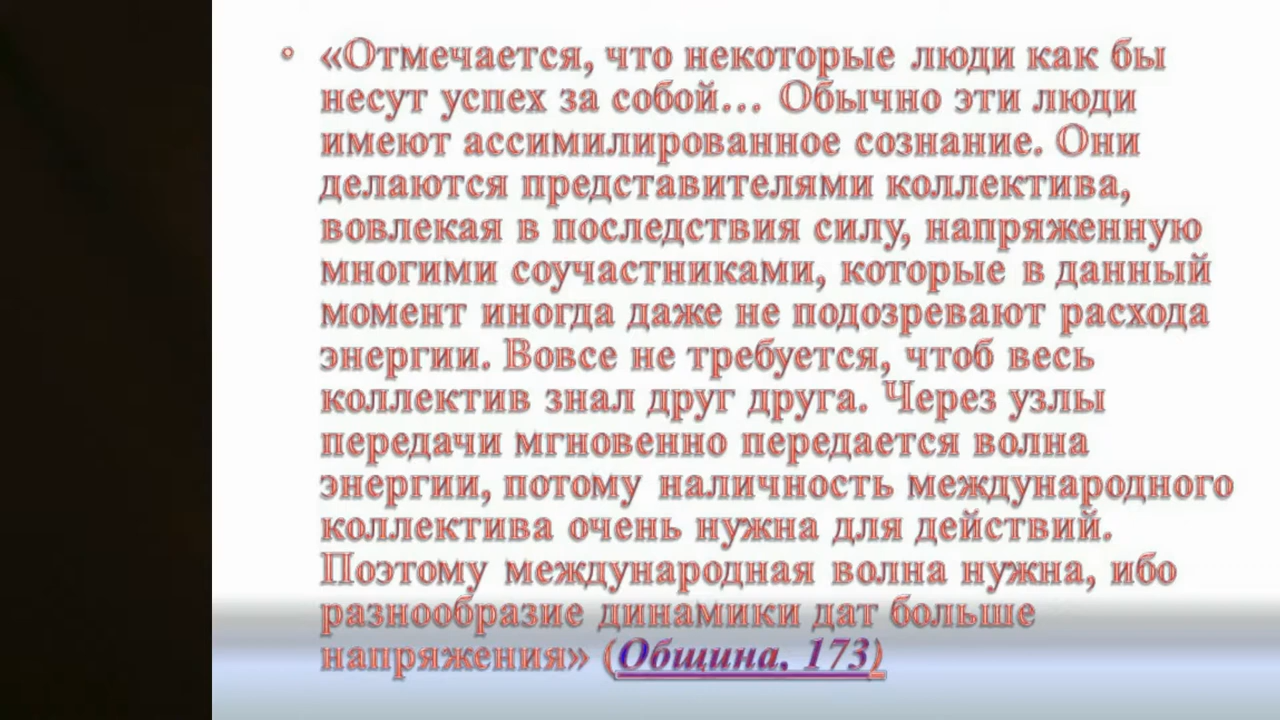 • «Отмечается, что некоторые люди как бы
несут успех за собой… Обычно эти люди
имеют ассимилированное сознание. Они
делаются представителями коллектива,
вовлекая в последствия силу, напряженную
многими соучастниками, которые в данный
момент иногда даже не подозревают расхода
энергии. Вовсе не требуется, чтоб весь
коллектив знал друг друга. Через узлы
передачи мгновенно передается волна
энергии, потому наличность международного
коллектива очень нужна для действий.
Поэтому международная волна нужна, ибо
разнообразие динамики дат больше
напряжения» (Община. 173)